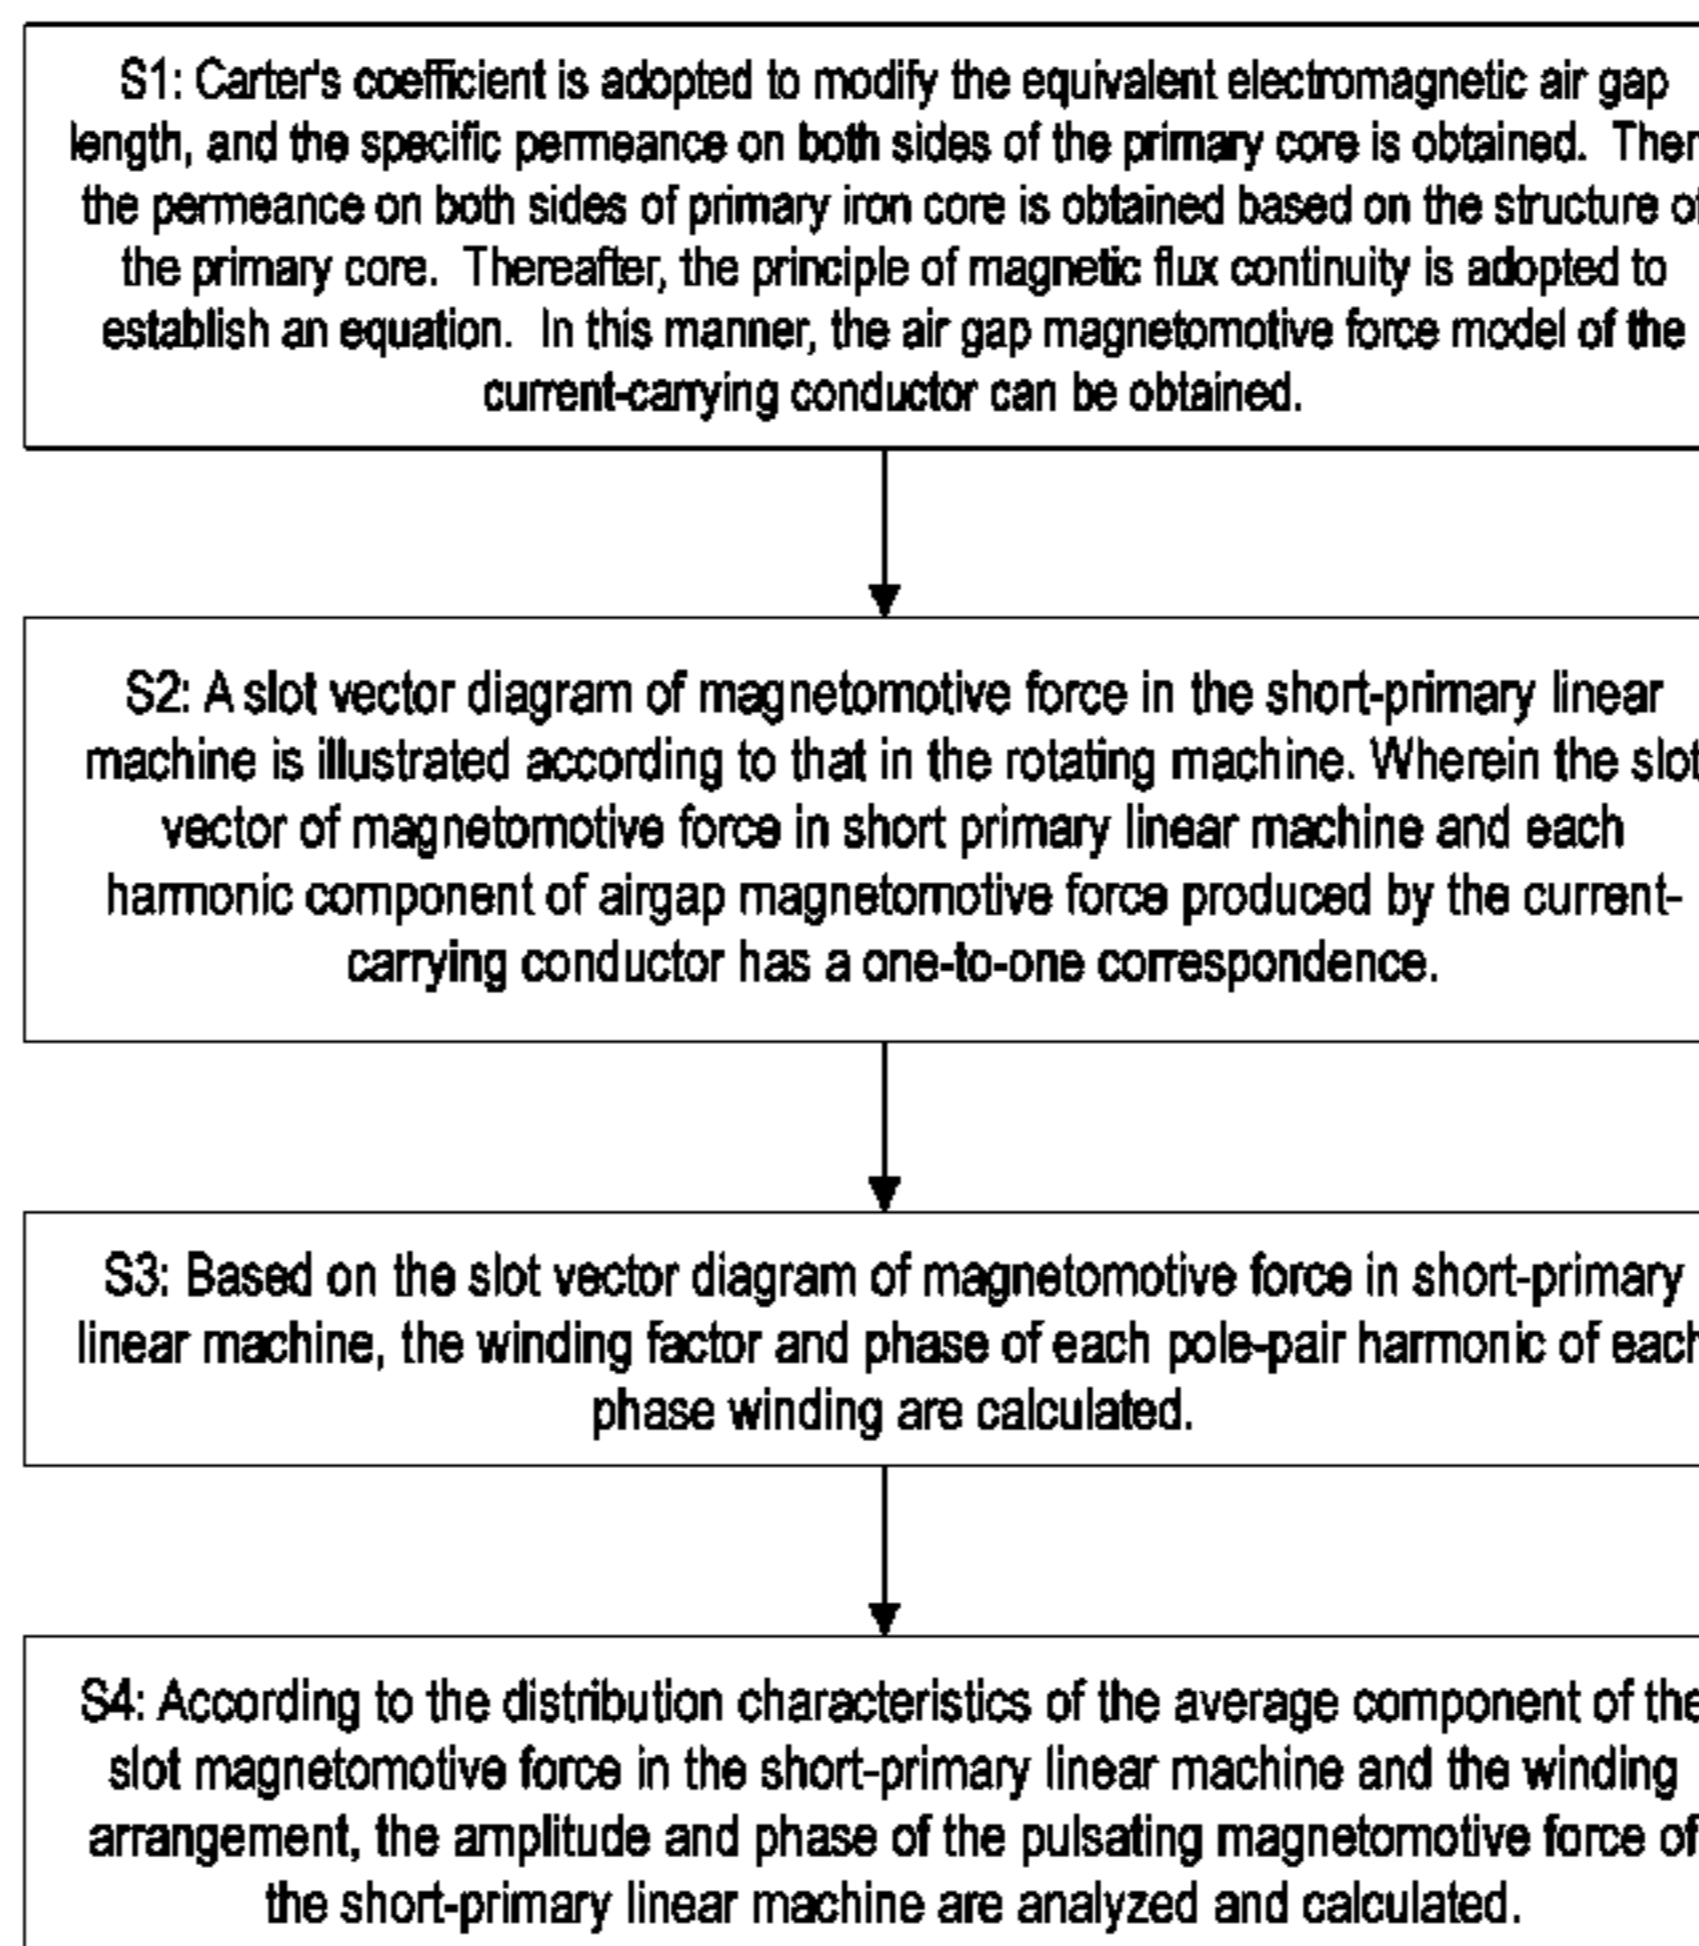 S1: Carter's coefficient is adopted to modify the equivalent electromagnetic air gap
length, and the specific permeance on both sides of the primary core is obtained. Then
the permeance on both sides of primary iron core is obtained based on the structure of
the primary core. Thereafter, the principle of magnetic flux continuity is adopted to
establish an equation. In this manner, the air gap magnetomotive force model of the
current-carrying conductor can be obtained.
S2: A slot vector diagram of magnetomotive force in the short-primary linear
machine is illustrated according to that in the rotating machine. Wherein the slot
vector of magnetomotive force in short primary linear machine and each
harmonic component of airgap magnetomotive force produced by the current-
carrying conductor has a one-to-one correspondence.
S3: Based on the slot vector diagram of magnetomotive force in short-primary
linear machine, the winding factor and phase of each pole-pair harmonic of each
phase winding are calculated.
S4: According to the distribution characteristics of the average component of the
slot magnetomotive force in the short-primary linear machine and the winding
arrangement, the amplitude and phase of the pulsating magnetomotive force of
the short-primary linear machine are analyzed and calculated.